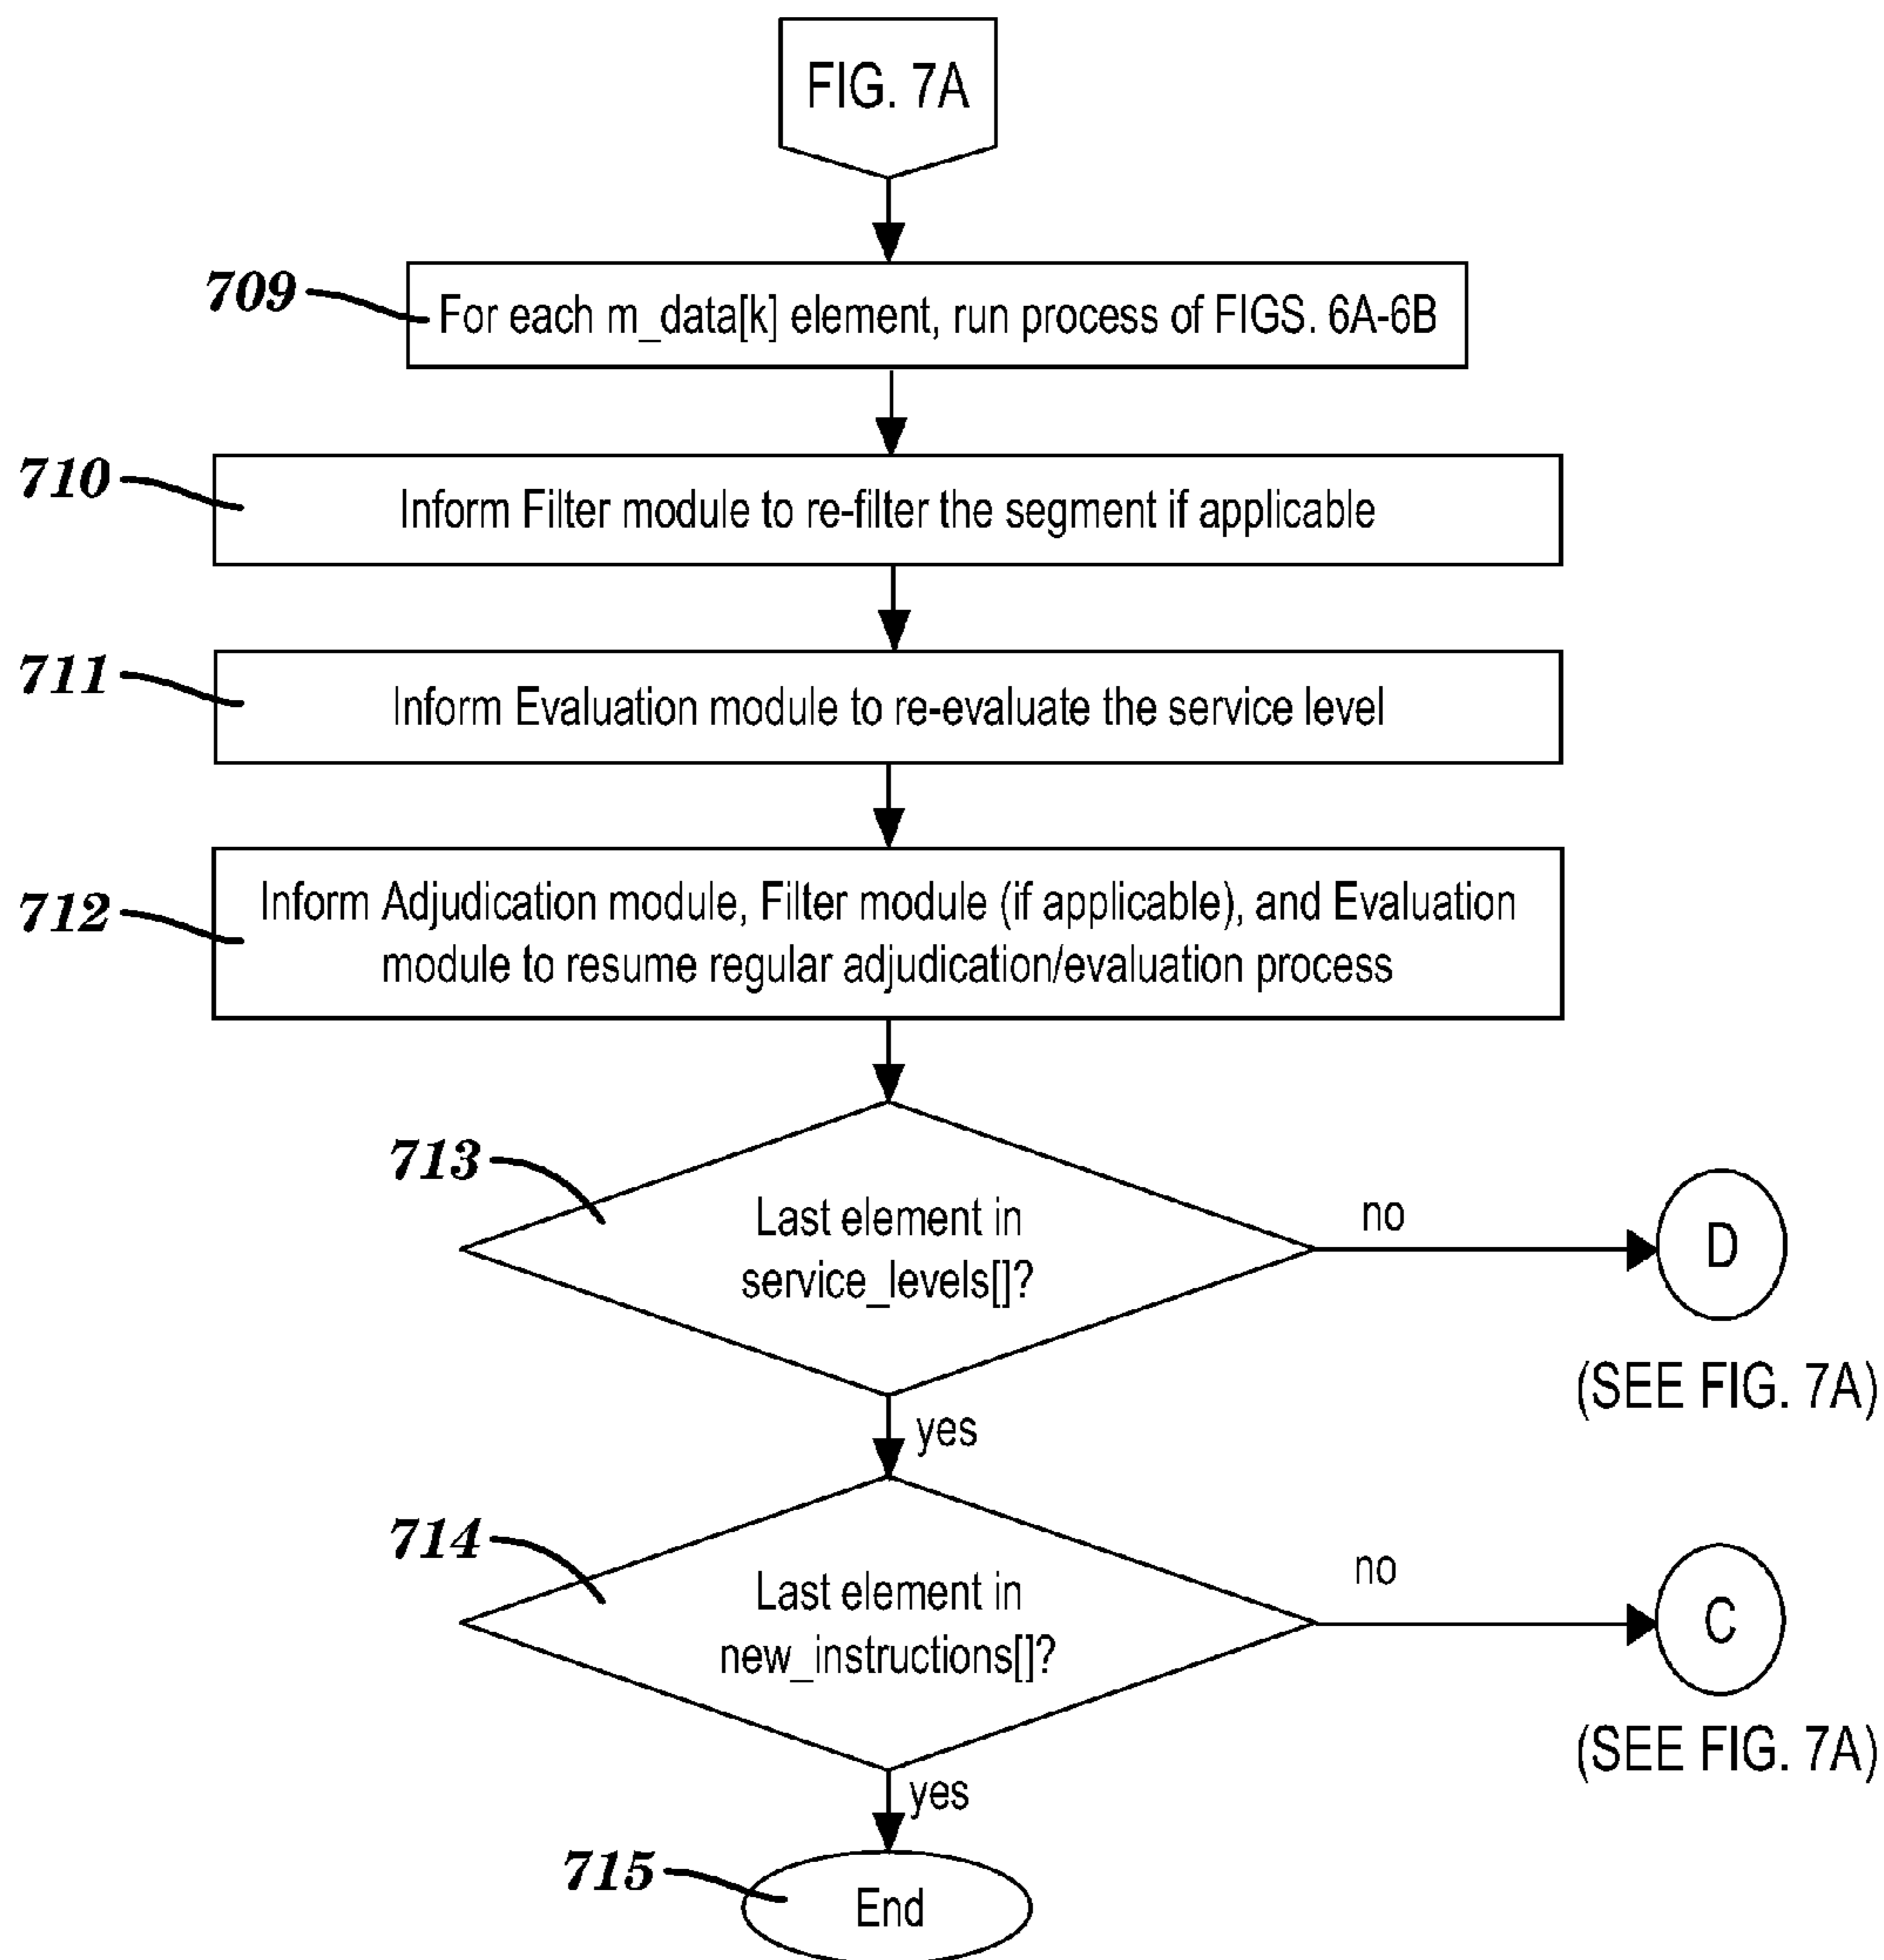 FIG. 7A
709
For each m_data[k] element, run process of FIGS. 6A-6B
710
Inform Filter module to re-filter the segment if applicable
711
Inform Evaluation module to re-evaluate the service level
712
Inform Adjudication module, Filter module (if applicable), and Evaluation
module to resume regular adjudication/evaluation process
713
Last element in
service_levels[]?
no
D
(SEE FIG. 7A)
yes
714
Last element in
new_instructions[]?
no
C
(SEE FIG. 7A)
yes
715
End